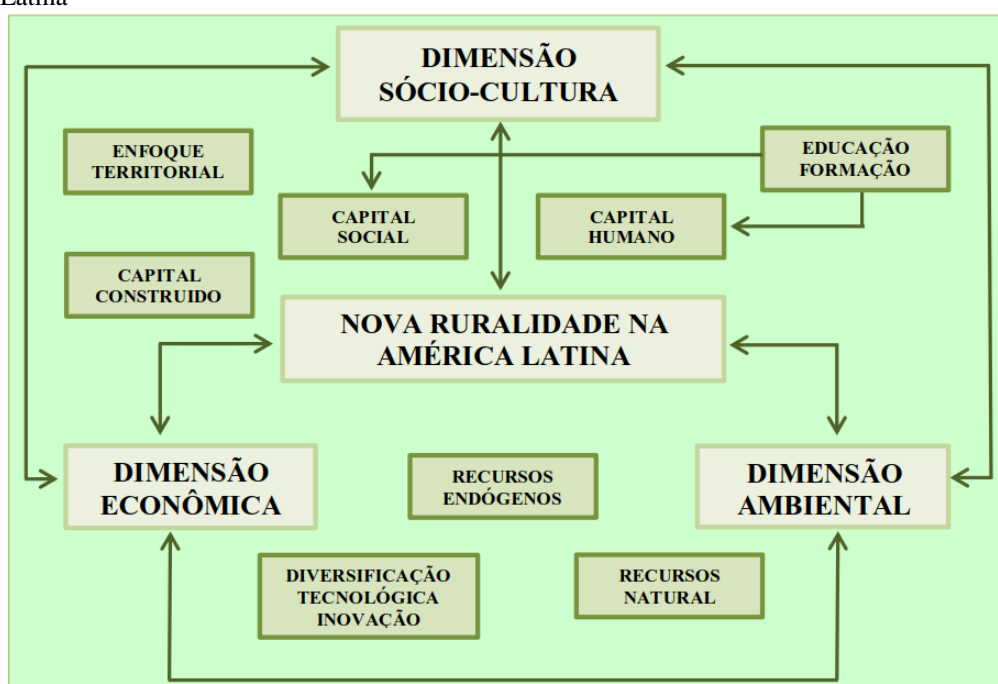 Latina
DIMENSÃO
SÓCIO-CULTURA
ENFOQUE
TERRITORIAL
EDUCAÇÃO
FORMAÇÃO
CAPITAL
SOCIAL
CAPITAL
HUMANO
CAPITAL
CONSTRUIDO
NOVA RURALIDADE NA
AMÉRICA LATINA
DIMENSÃO
ECONÔMICA
RECURSOS
ENDÓGENOS
DIMENSÃO
AMBIENTAL
DIVERSIFICAÇÃO
TECNOLÓGICA
INOVAÇÃO
RECURSOS
NATURAL